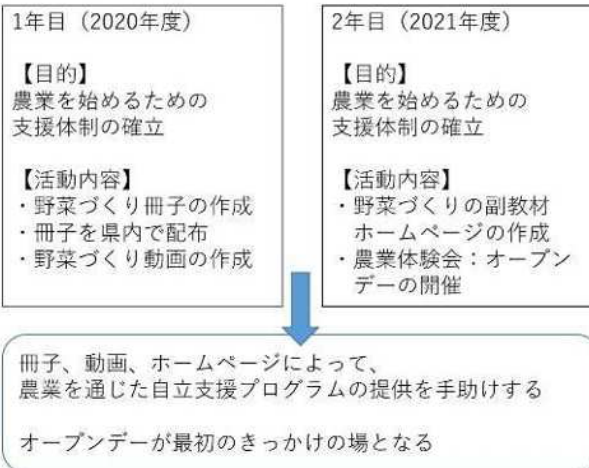 1年目（2020年度）
【目的】
農業を始めるための
支援体制の確立
【活動内容】
・野菜づくり冊子の作成
・冊子を県内で配布
・野菜づくり動画の作成
2年目（2021年度）
【目的】
農業を始めるための
支援体制の確立
【活動内容】
・野菜づくりの副教材
ホームページの作成
・農業体験会：オープン
デーの開催
冊子、動画、ホームページによって、
農業を通じた自立支援プログラムの提供を手助けする
オープンデーが最初のきっかけの場となる